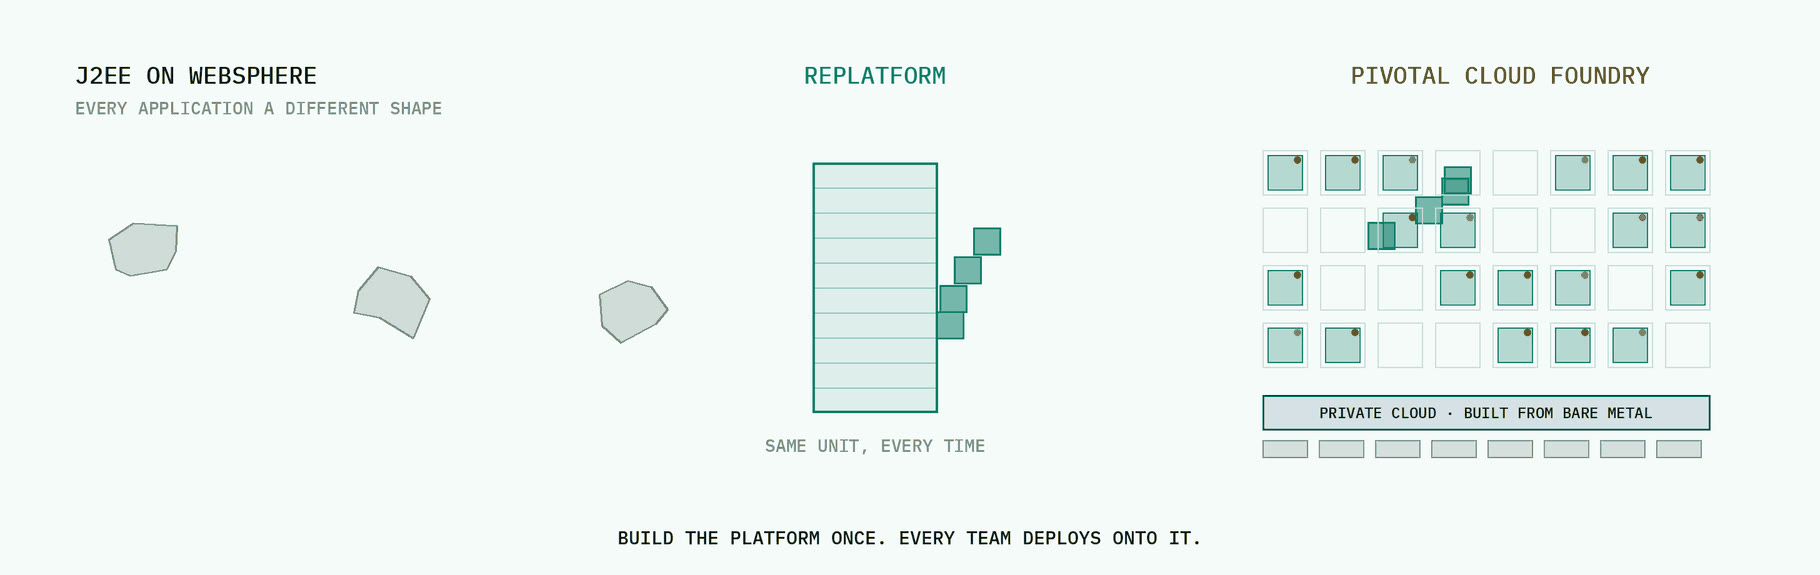 J2EE ON WEBSPHERE
EVERY APPLICATION A DIFFERENT SHAPE
REPLATFORM
SAME UNIT, EVERY TIME
PIVOTAL CLOUD FOUNDRY
PRIVATE CLOUD · BUILT FROM BARE METAL
BUILD THE PLATFORM ONCE. EVERY TEAM DEPLOYS ONTO IT.